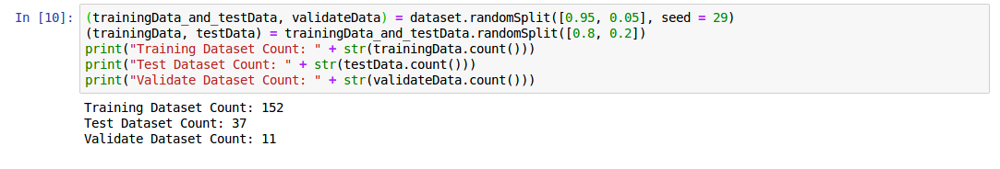 In [10]: (trainingData_and_testData, validateData) = dataset.randomSplit([0.95, 0.05], seed = 29)
(trainingData, testData) = trainingData_and_testData.randomSplit([0.8, 0.2])
print("Training Dataset Count: " + str(trainingData.count()))
print("Test Dataset Count: " + str(testData.count()))
print("Validate Dataset Count: " + str(validateData.count()))
Training Dataset Count: 152
Test Dataset Count: 37
Validate Dataset Count: 11